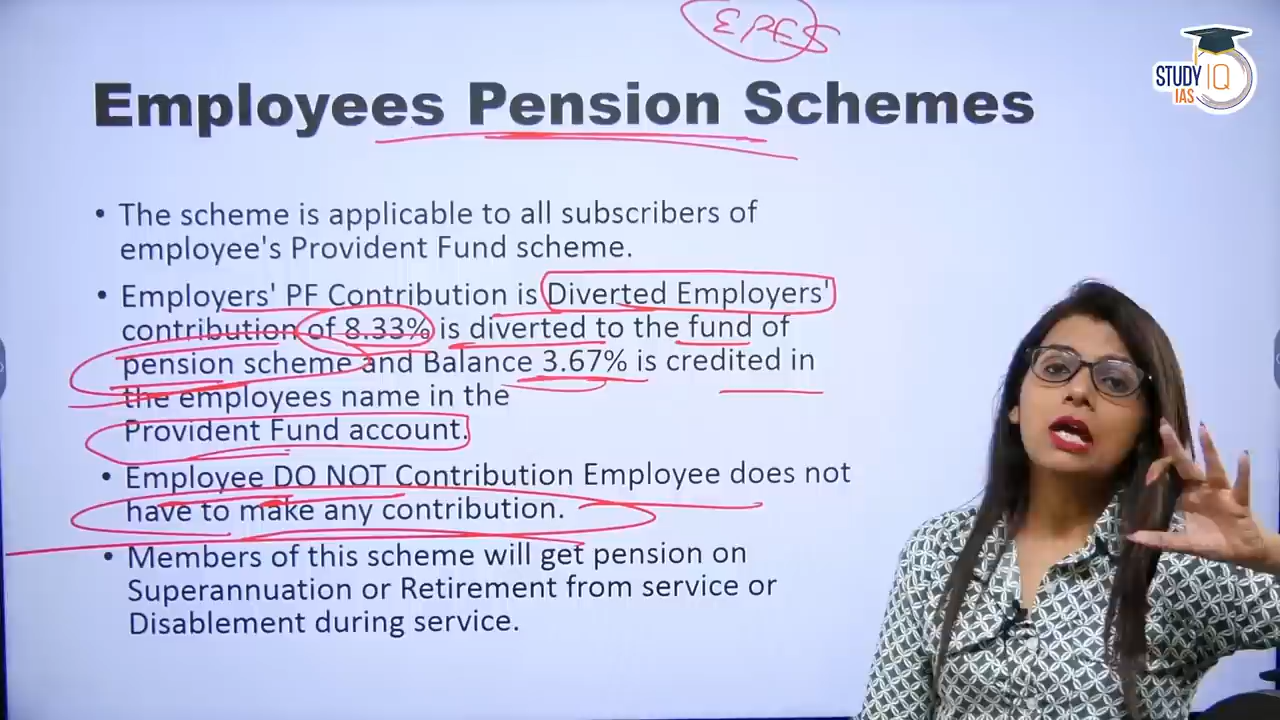 EPFS
STUDY IQ
IAS
Employees Pension Schemes
• The scheme is applicable to all subscribers of
employee's Provident Fund scheme.
• Employers' PF Contribution is Diverted Employers'
contribution of 8.33% is diverted to the fund of
pension scheme and Balance 3.67% is credited in
the employees name in the
Provident Fund account.
• Employee DO NOT Contribution Employee does not
have to make any contribution.
• Members of this scheme will get pension on
Superannuation or Retirement from service or
Disablement during service.